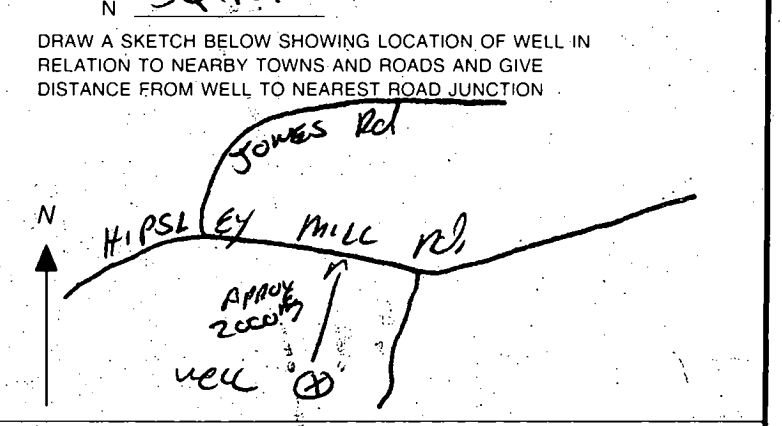 N
DRAW A SKETCH BELOW SHOWING LOCATION OF WELL IN
RELATION TO NEARBY TOWNS AND ROADS AND GIVE
DISTANCE FROM WELL TO NEAREST ROAD JUNCTION
JONES Rd
N
HIPSLEY MILL Rd.
APPROX
2000
well